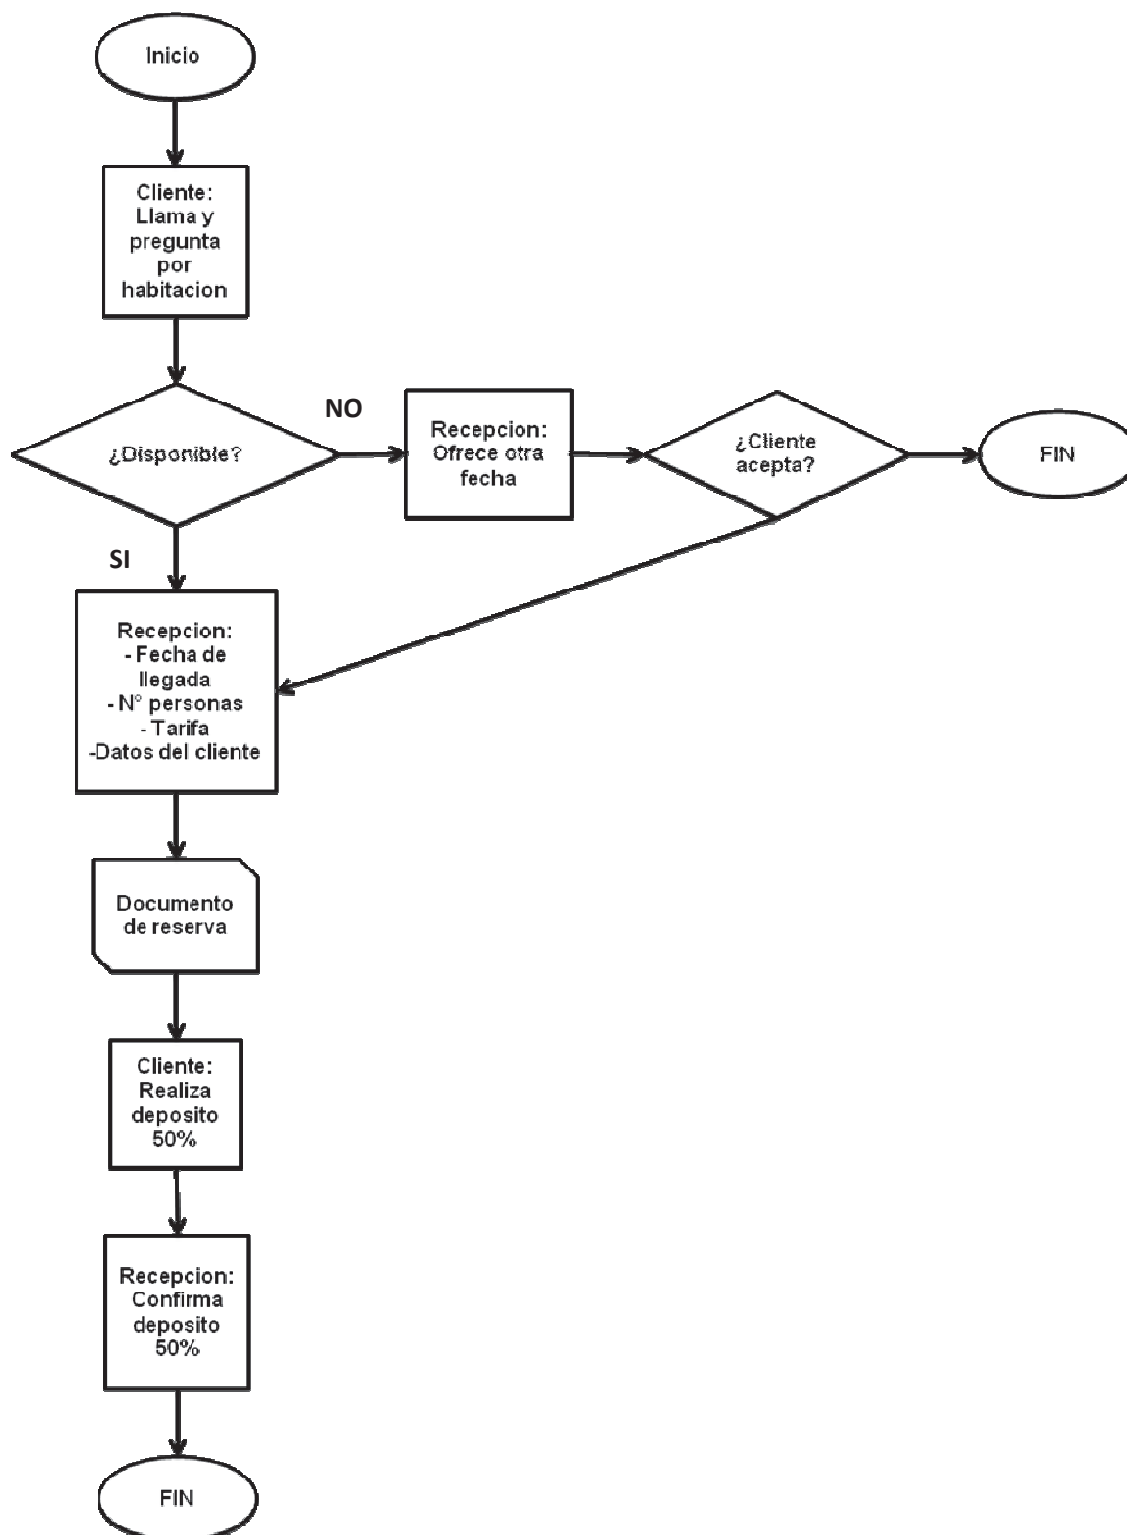 Inicio
Cliente:
Llama y
pregunta
por
habitacion
¿Disponible?
NO
Recepcion:
Ofrece otra
fecha
¿Cliente
acepta?
FIN
SI
Recepcion:
- Fecha de
llegada
- N° personas
- Tarifa
-Datos del cliente
Documento
de reserva
Cliente:
Realiza
deposito
50%
Recepcion:
Confirma
deposito
50%
FIN